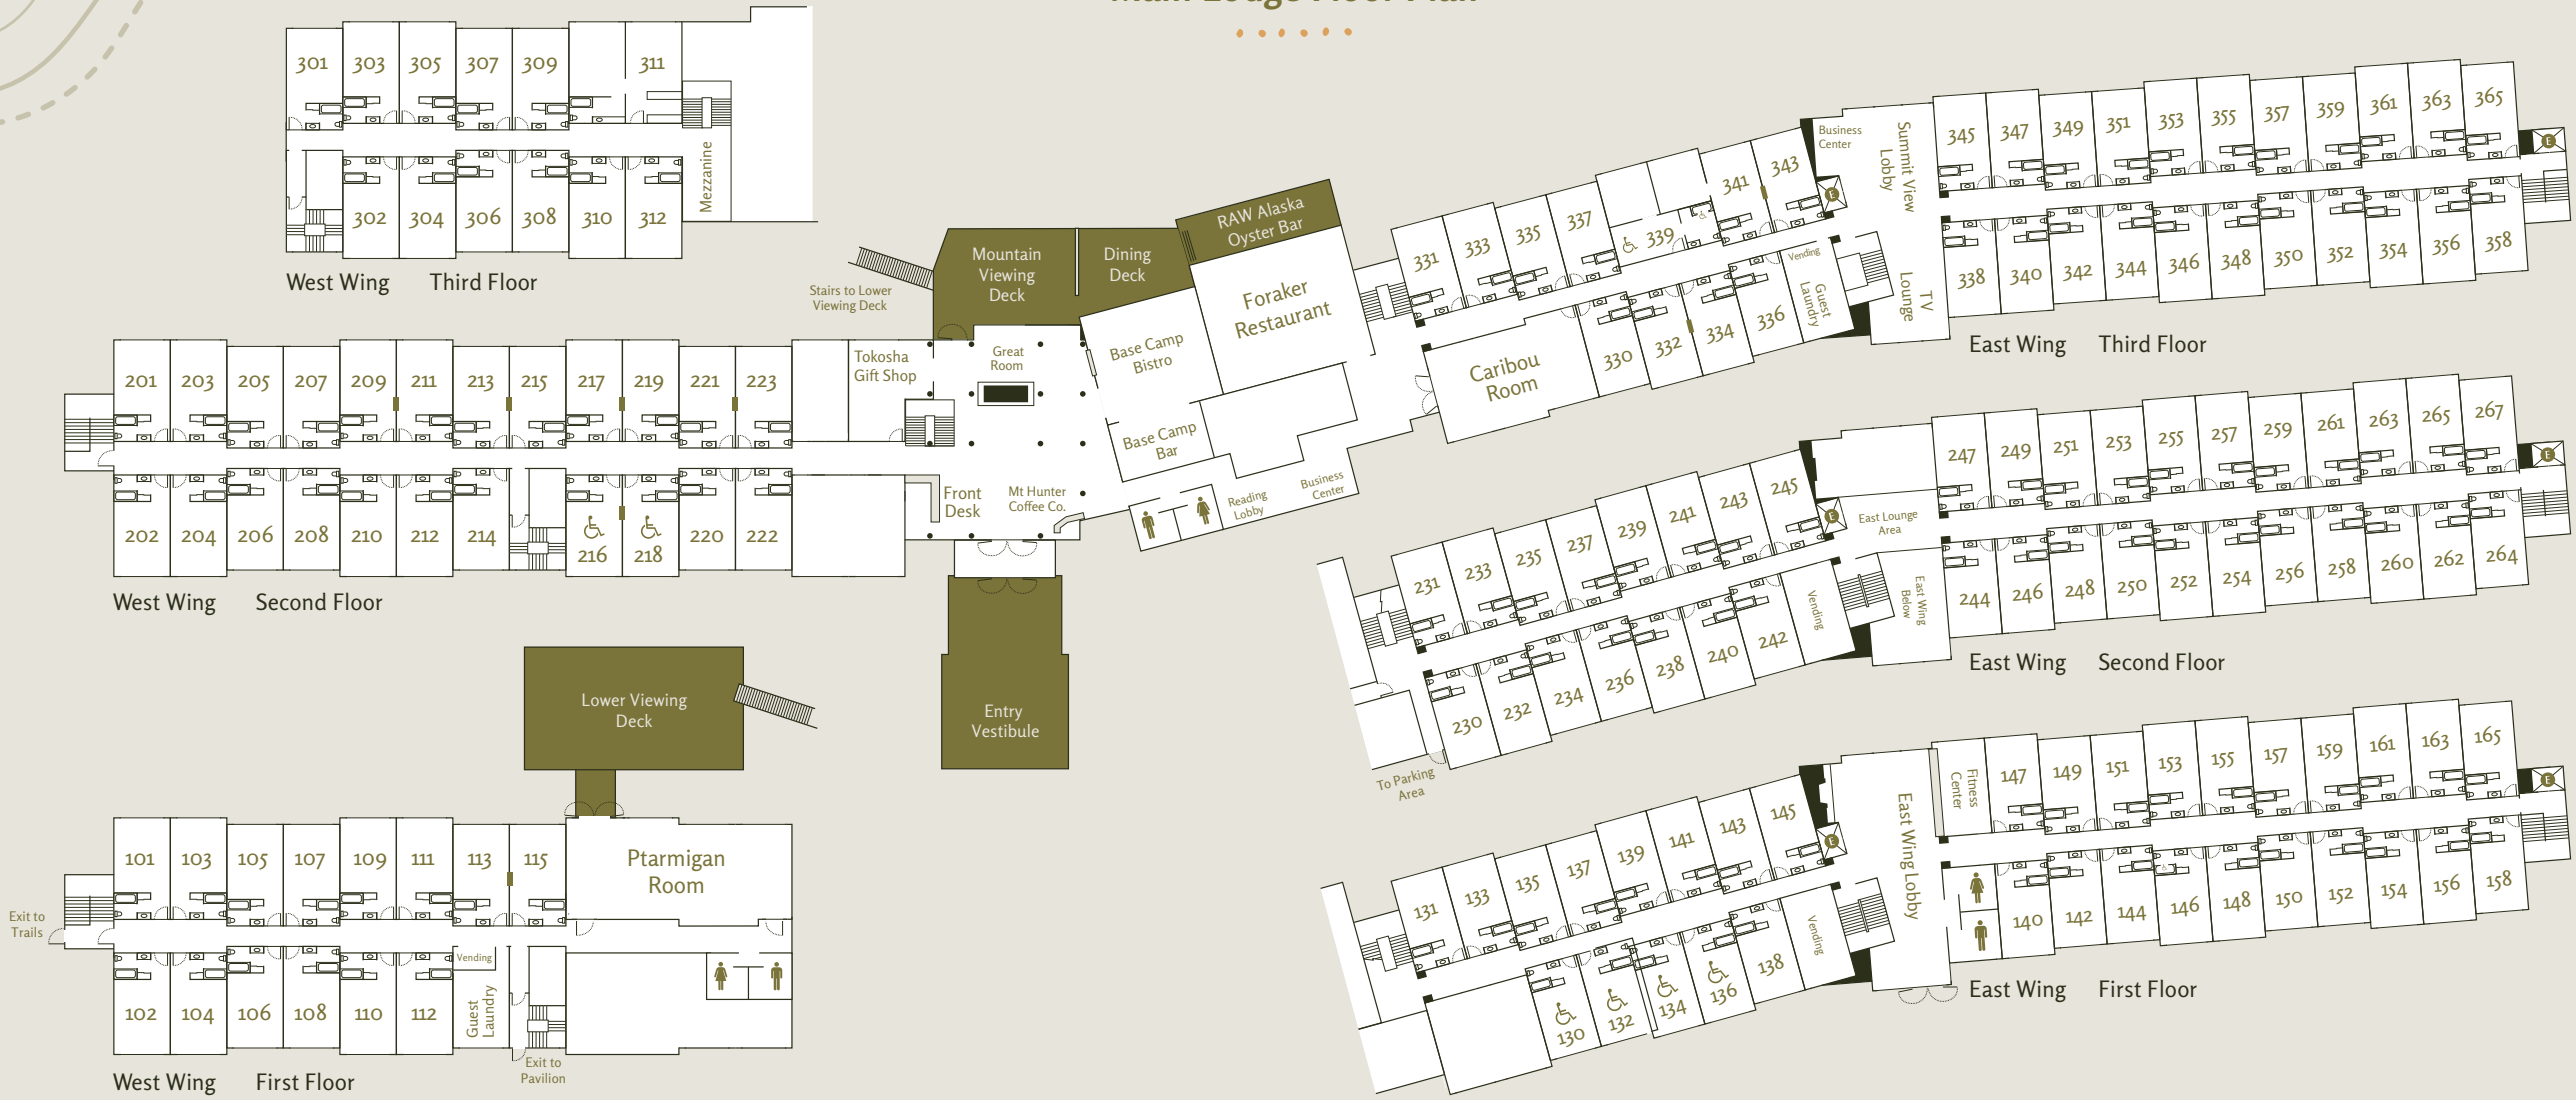 Main Lodge Floor Plan
301 303 305 307 309 311
Mezzanine
302 304 306 308 310 312
West Wing Third Floor
Stairs to Lower
Viewing Deck
Mountain
Viewing
Deck
Dining
Deck
RAW Alaska
Oyster Bar
Foraker
Restaurant
Base Camp
Bistro
Base Camp
Bar
Great
Room
Tokosha
Gift Shop
Front
Desk
Mt Hunter
Coffee Co.
Reading
Lobby
Business
Center
Entry
Vestibule
201 203 205 207 209 211 213 215 217 219 221 223
202 204 206 208 210 212 214 216 218 220 222
West Wing Second Floor
Lower Viewing
Deck
101 103 105 107 109 111 113 115
Ptarmigan
Room
Exit to
Trails
Vending
Guest
Laundry
102 104 106 108 110 112
Exit to
Pavilion
West Wing First Floor
331 333 335 337 339 341 343
Business
Center
E
Summit View
Lobby
345 347 349 351 353 355 357 359 361 363 365
E
Caribou
Room
330 332 334 336
Vending
Guest
Laundry
TV
Lounge
338 340 342 344 346 348 350 352 354 356 358
East Wing Third Floor
231 233 235 237 239 241 243 245
E
East Lounge
Area
247 249 251 253 255 257 259 261 263 265 267
E
230 232 234 236 238 240 242
Vending
East Wing
Below
244 246 248 250 252 254 256 258 260 262 264
To Parking
Area
East Wing Second Floor
131 133 135 137 139 141 143 145
E
East Wing Lobby
Fitness
Center
147 149 151 153 155 157 159 161 163 165
E
130 132 134 136 138
Vending
140 142 144 146 148 150 152 154 156 158
East Wing First Floor